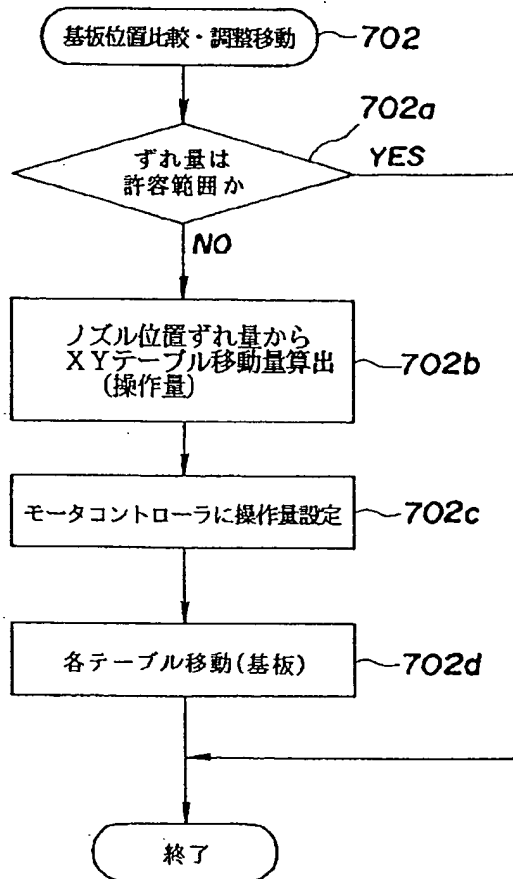 基板位置比較・調整移動
702
702a
ずれ量は
許容範囲か
YES
NO
ノズル位置ずれ量から
XYテーブル移動量算出
(操作量)
702b
モータコントローラに操作量設定
702c
各テーブル移動(基板)
702d
終了